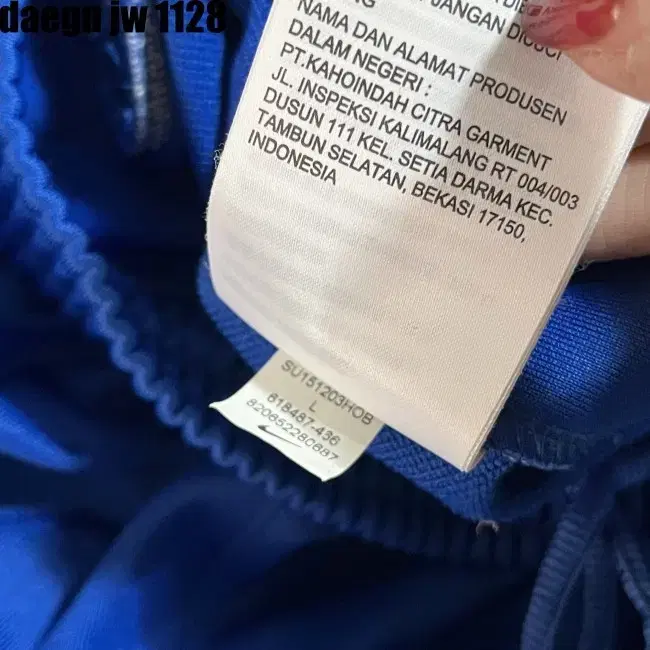 daegu jw 1128
JANGAN DICUCI
NAMA DAN ALAMAT PRODUSEN
DALAM NEGERI :
PT.KAHOINDAH CITRA GARMENT
JL. INSPEKSI KALIMALANG RT 004/003
DUSUN 111 KEL. SETIA DARMA KEC.
TAMBUN SELATAN, BEKASI 17150,
INDONESIA
SU151203HOB
L
618487-436
82065228C887